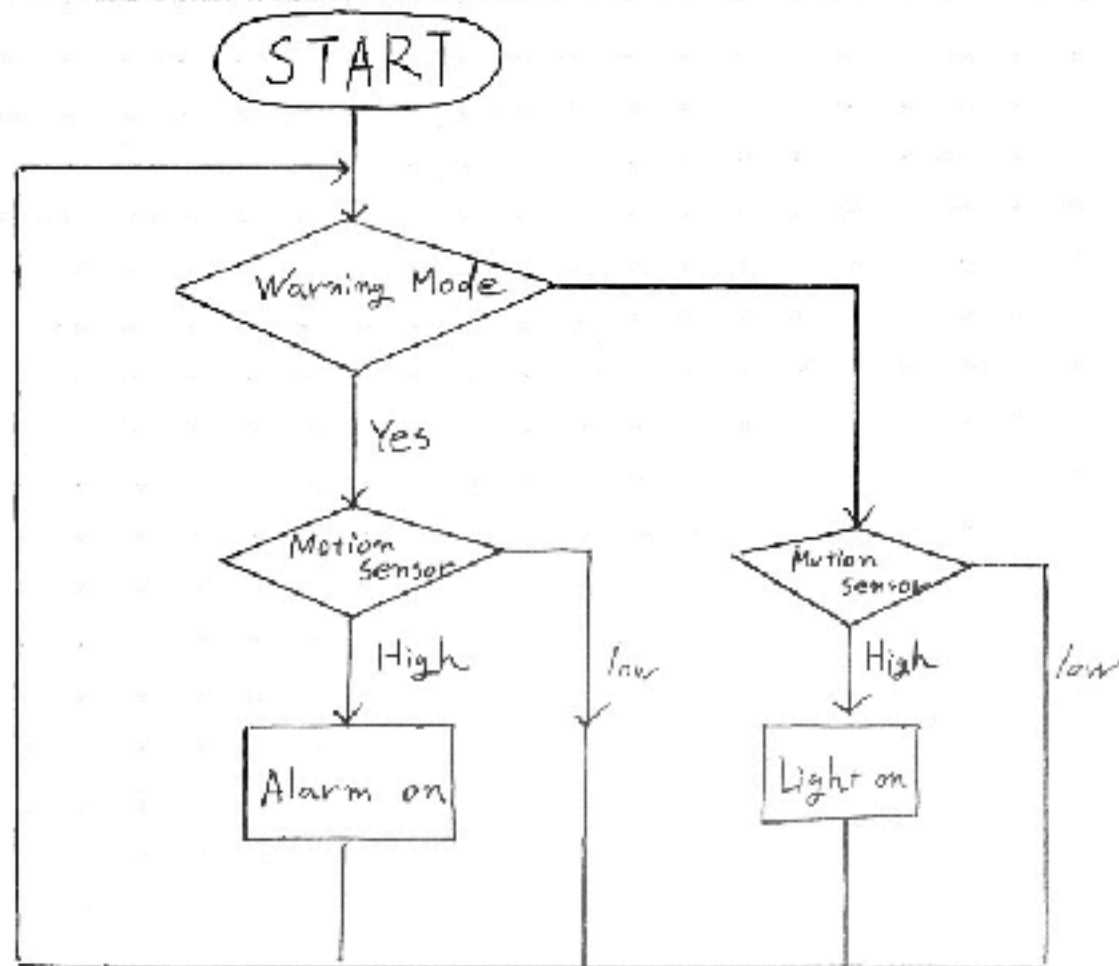 START
Warning Mode
Yes
Motion
sensor
Motion
sensor
High
low
High
low
Alarm on
Light on